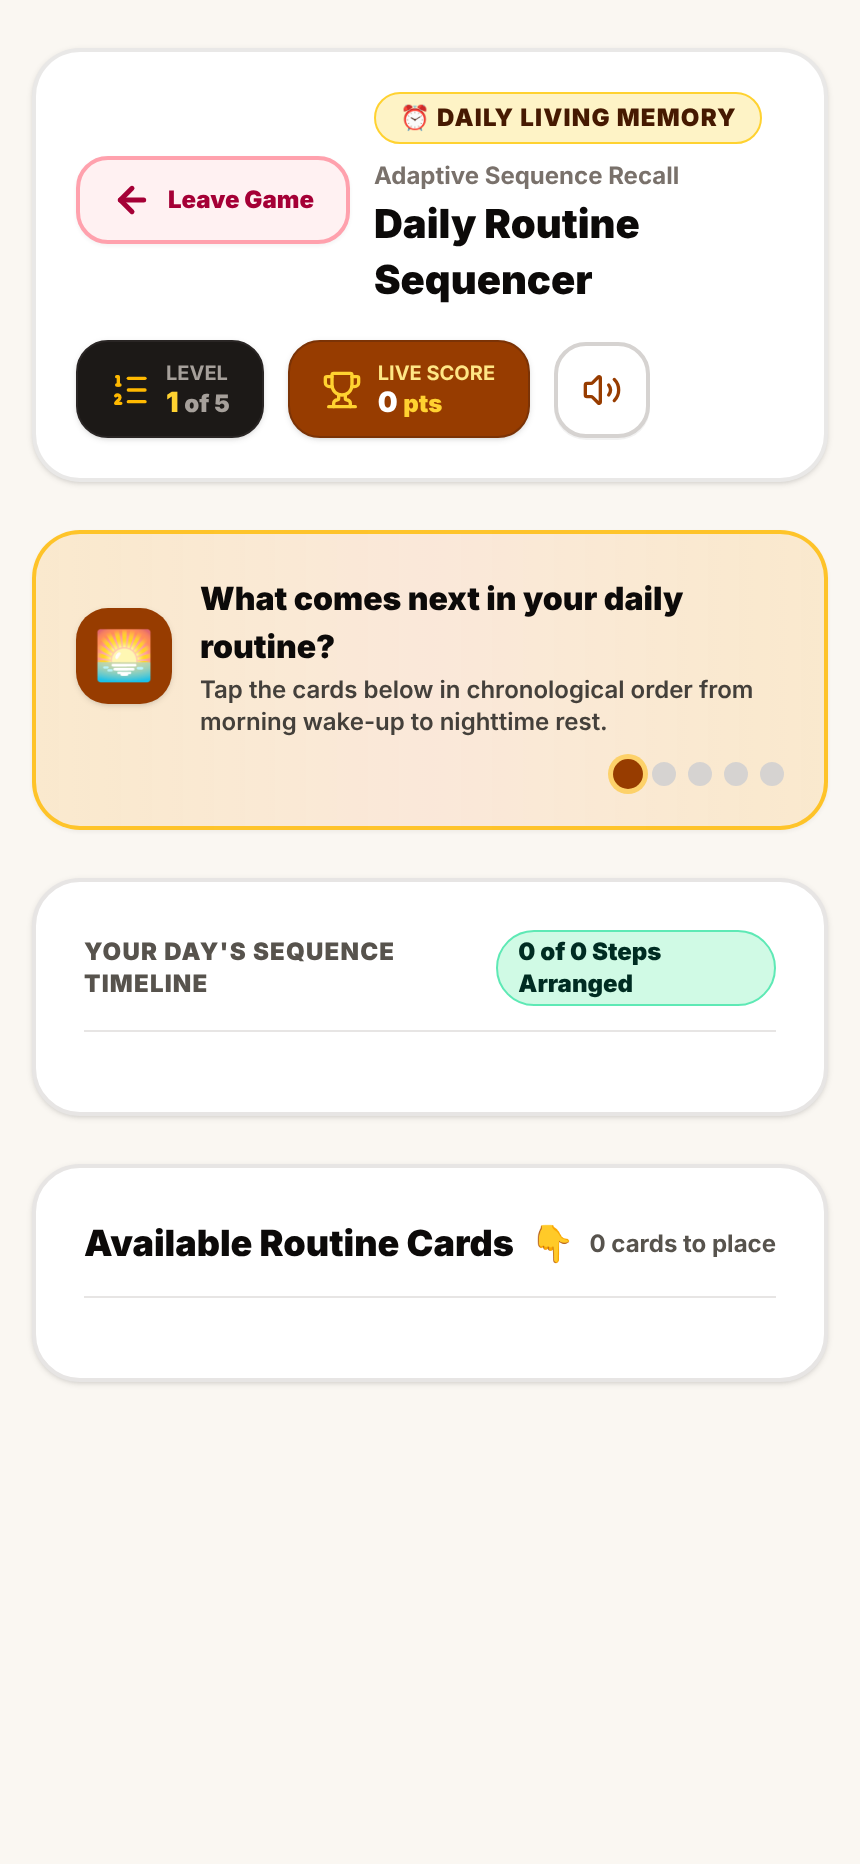 DAILY LIVING MEMORY
Leave Game
Adaptive Sequence Recall
Daily Routine
Sequencer
LEVEL
1 of 5
LIVE SCORE
0 pts
What comes next in your daily
routine?
Tap the cards below in chronological order from
morning wake-up to nighttime rest.
YOUR DAY'S SEQUENCE
TIMELINE
0 of 0 Steps
Arranged
Available Routine Cards
0 cards to place